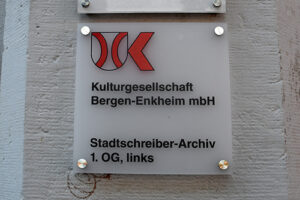 Kulturgesellschaft
Bergen-Enkheim mbH
Stadtschreiber-Archiv
1. OG, links